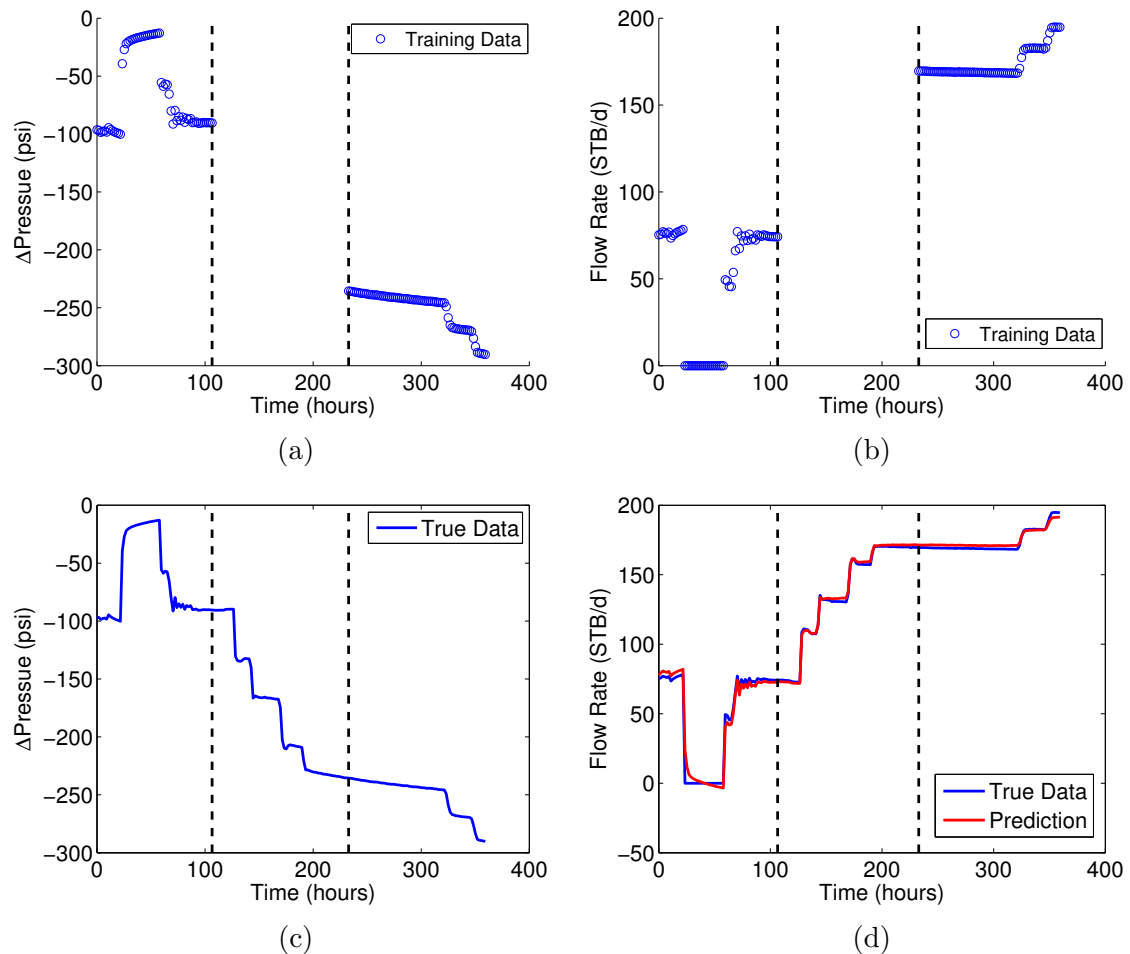 0
−50
−100
−150
−200
−250
−300
ΔPressue (psi)
0 100 200 300 400
Time (hours)
Training Data
(a)
200
150
100
50
0
Flow Rate (STB/d)
0 100 200 300 400
Time (hours)
Training Data
(b)
0
−50
−100
−150
−200
−250
−300
ΔPressue (psi)
0 100 200 300 400
Time (hours)
True Data
(c)
200
150
100
50
0
−50
Flow Rate (STB/d)
0 100 200 300 400
Time (hours)
True Data
Prediction
(d)